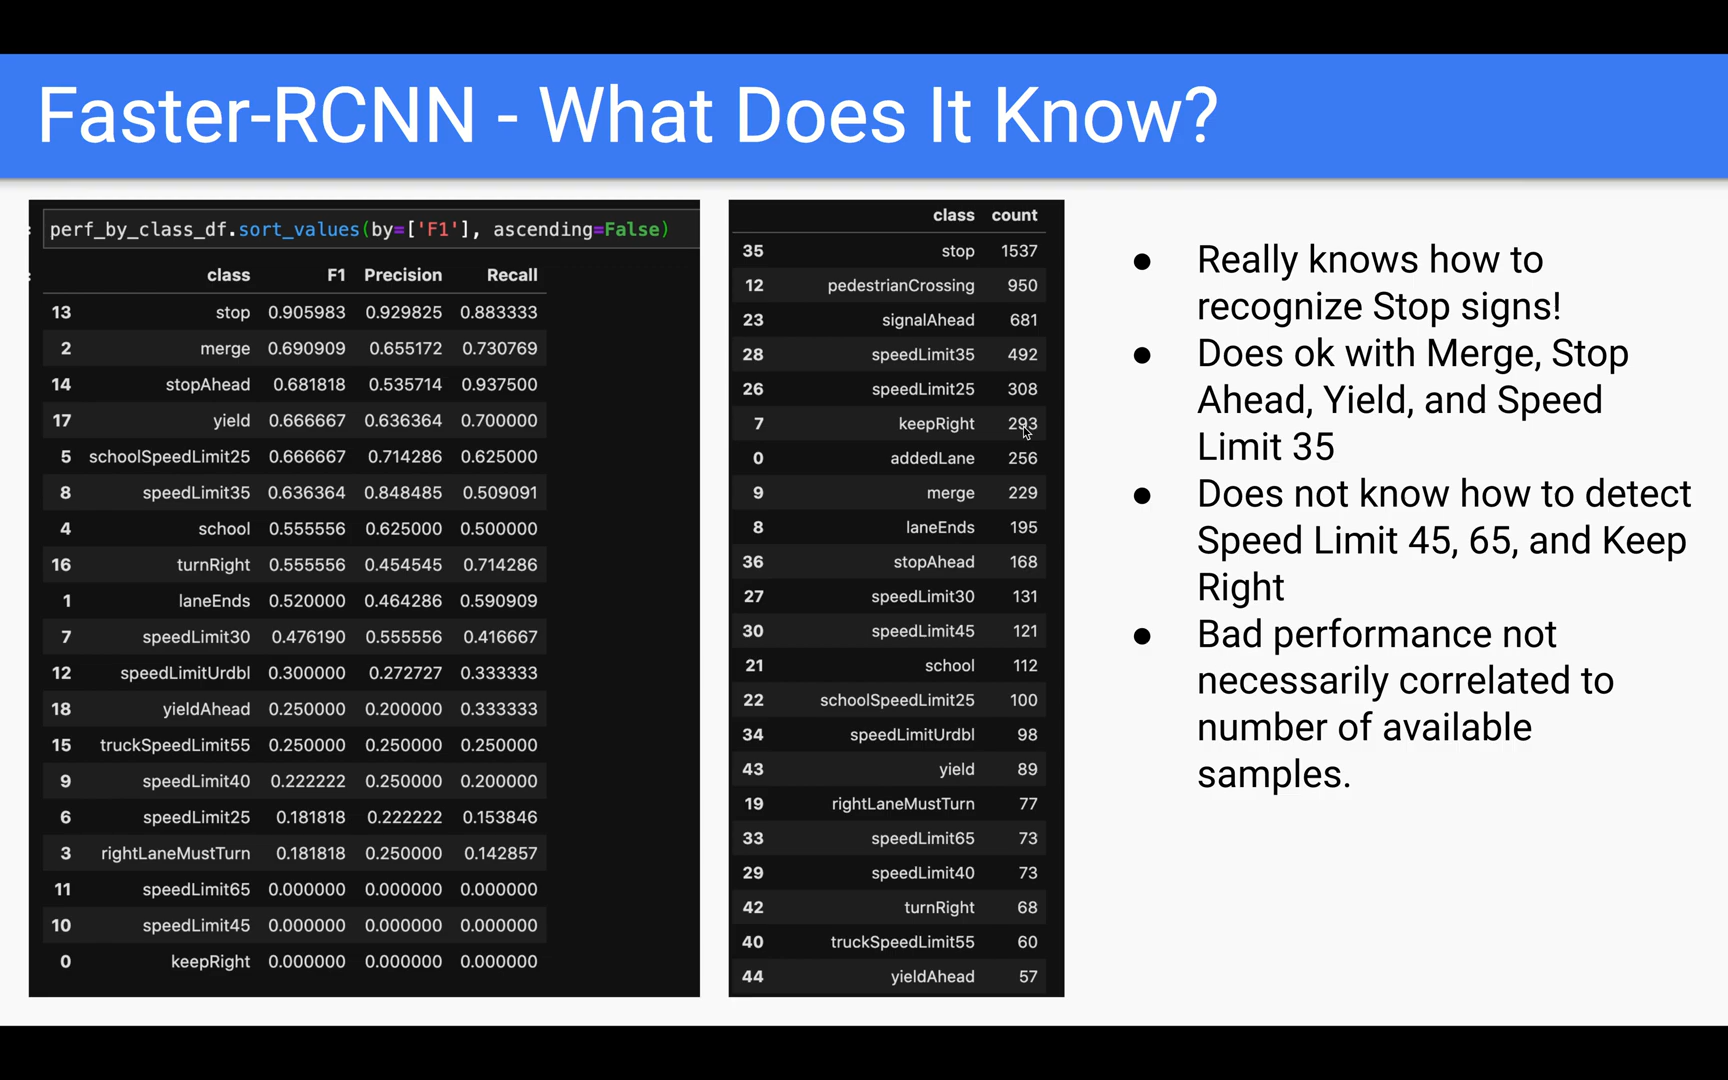 Faster-RCNN - What Does It Know?
perf_by_class_df.sort_values(by=['F1'], ascending=False)
class F1 Precision Recall
13 stop 0.905983 0.929825 0.883333
2 merge 0.690909 0.655172 0.730769
14 stopAhead 0.681818 0.535714 0.937500
17 yield 0.666667 0.636364 0.700000
5 schoolSpeedLimit25 0.666667 0.714286 0.625000
8 speedLimit35 0.636364 0.848485 0.509091
4 school 0.555556 0.625000 0.500000
16 turnRight 0.555556 0.454545 0.714286
1 laneEnds 0.520000 0.464286 0.590909
7 speedLimit30 0.476190 0.555556 0.416667
12 speedLimitUrdbl 0.300000 0.272727 0.333333
18 yieldAhead 0.250000 0.200000 0.333333
15 truckSpeedLimit55 0.250000 0.250000 0.250000
9 speedLimit40 0.222222 0.250000 0.200000
6 speedLimit25 0.181818 0.222222 0.153846
3 rightLaneMustTurn 0.181818 0.250000 0.142857
11 speedLimit65 0.000000 0.000000 0.000000
10 speedLimit45 0.000000 0.000000 0.000000
0 keepRight 0.000000 0.000000 0.000000
class count
35 stop 1537
12 pedestrianCrossing 950
23 signalAhead 681
28 speedLimit35 492
26 speedLimit25 308
7 keepRight 293
0 addedLane 256
9 merge 229
8 laneEnds 195
36 stopAhead 168
27 speedLimit30 131
30 speedLimit45 121
21 school 112
22 schoolSpeedLimit25 100
34 speedLimitUrdbl 98
43 yield 89
19 rightLaneMustTurn 77
33 speedLimit65 73
29 speedLimit40 73
42 turnRight 68
40 truckSpeedLimit55 60
44 yieldAhead 57
● Really knows how to
recognize Stop signs!
● Does ok with Merge, Stop
Ahead, Yield, and Speed
Limit 35
● Does not know how to detect
Speed Limit 45, 65, and Keep
Right
● Bad performance not
necessarily correlated to
number of available
samples.